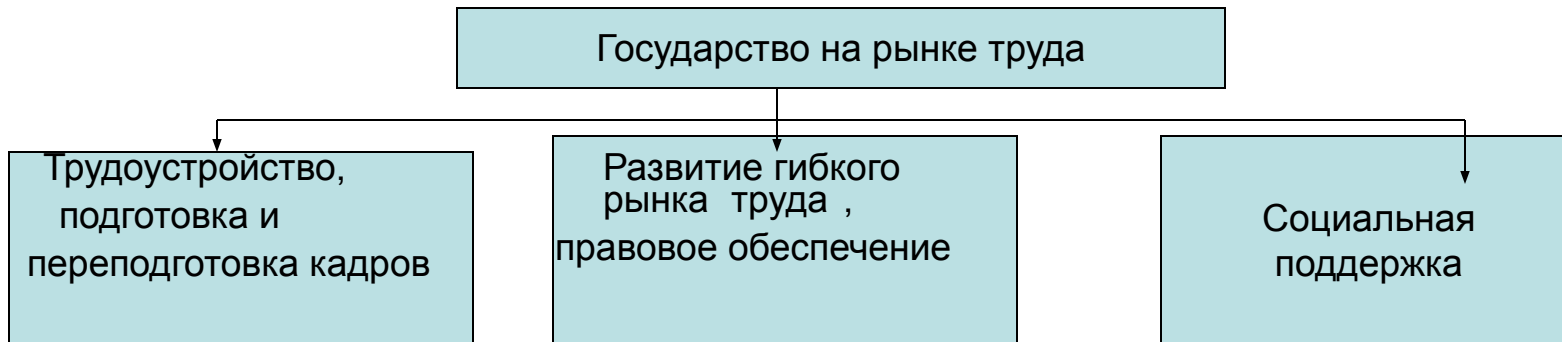 Государство на рынке труда
Трудоустройство,
подготовка и
переподготовка кадров
Развитие гибкого
рынка труда ,
правовое обеспечение
Социальная
поддержка